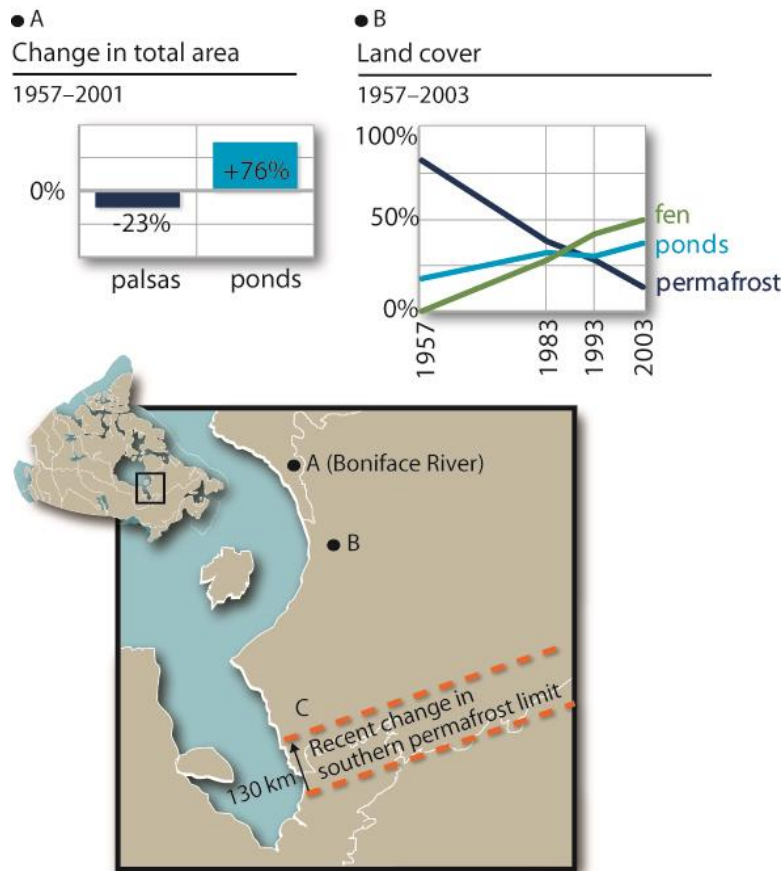 A
Change in total area
1957–2001
0%
+76%
-23%
palsas
ponds
B
Land cover
1957–2003
100%
50%
0%
fen
ponds
permafrost
1957
1983
1993
2003
A (Boniface River)
B
C
Recent change in
southern permafrost limit
130 km